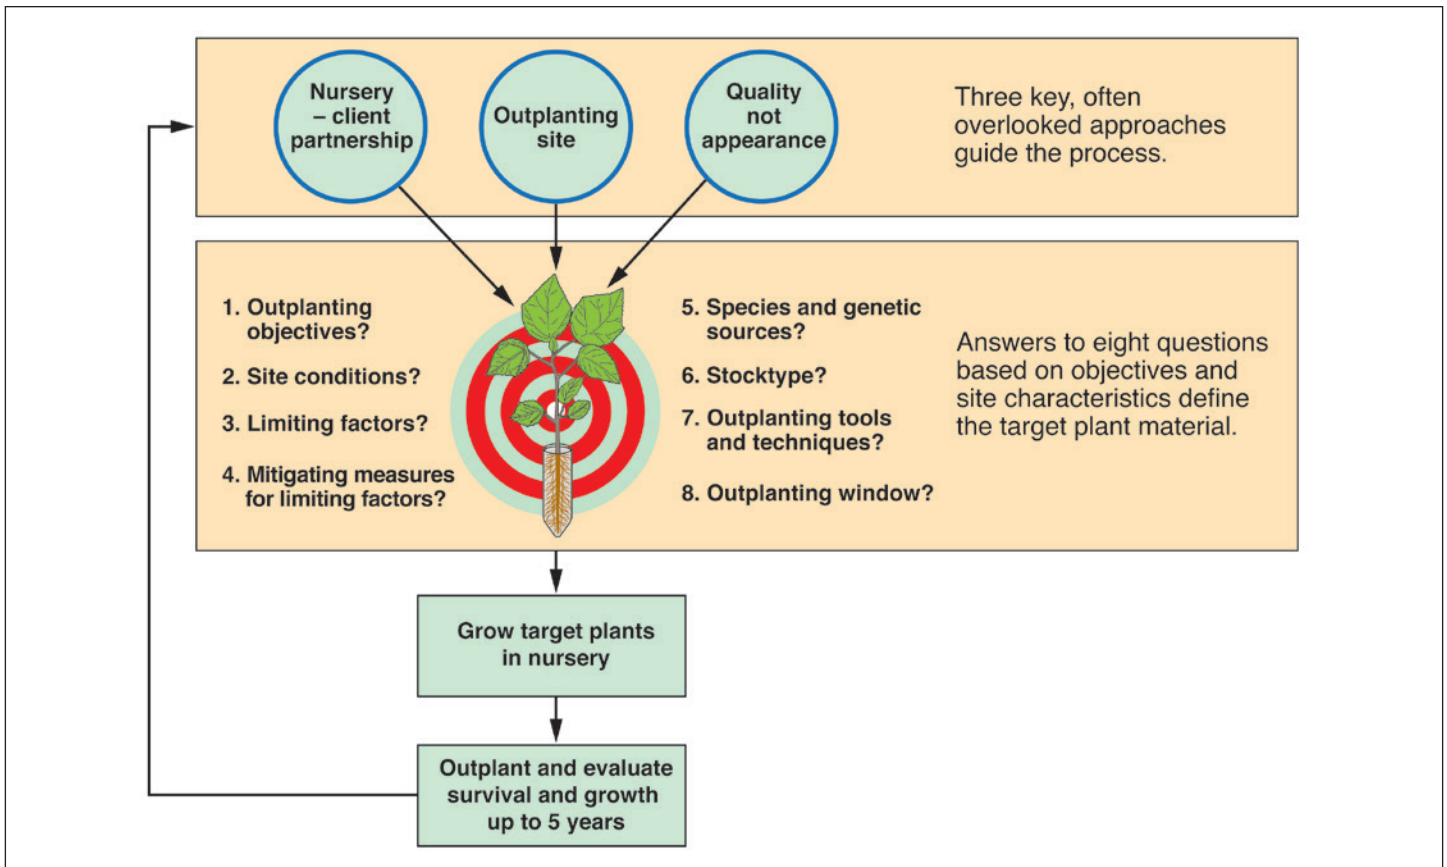 Nursery
– client
partnership
Outplanting
site
Quality
not
appearance
Three key, often
overlooked approaches
guide the process.
1. Outplanting
objectives?
2. Site conditions?
3. Limiting factors?
4. Mitigating measures
for limiting factors?
5. Species and genetic
sources?
6. Stocktype?
7. Outplanting tools
and techniques?
8. Outplanting window?
Answers to eight questions
based on objectives and
site characteristics define
the target plant material.
Grow target plants
in nursery
Outplant and evaluate
survival and growth
up to 5 years